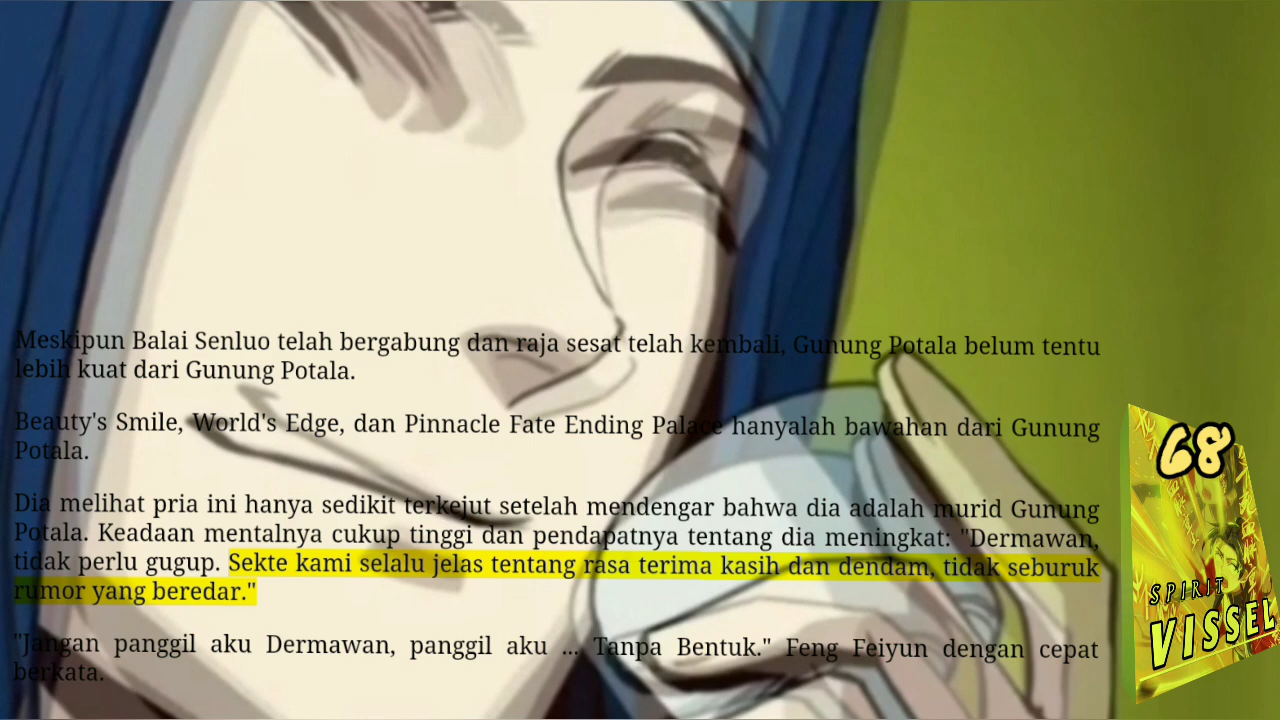 Meskipun Balai Senluo telah bergabung dan raja sesat telah kembali, Gunung Potala belum tentu
lebih kuat dari Gunung Potala.
Beauty's Smile, World's Edge, dan Pinnacle Fate Ending Palace hanyalah bawahan dari Gunung
Potala.
Dia melihat pria ini hanya sedikit terkejut setelah mendengar bahwa dia adalah murid Gunung
Potala. Keadaan mentalnya cukup tinggi dan pendapatnya tentang dia meningkat: "Dermawan,
tidak perlu gugup. Sekte kami selalu jelas tentang rasa terima kasih dan dendam, tidak seburuk
rumor yang beredar."
"Jangan panggil aku Dermawan, panggil aku ... Tanpa Bentuk." Feng Feiyun dengan cepat
berkata.
68
SPIRIT
VISSEL